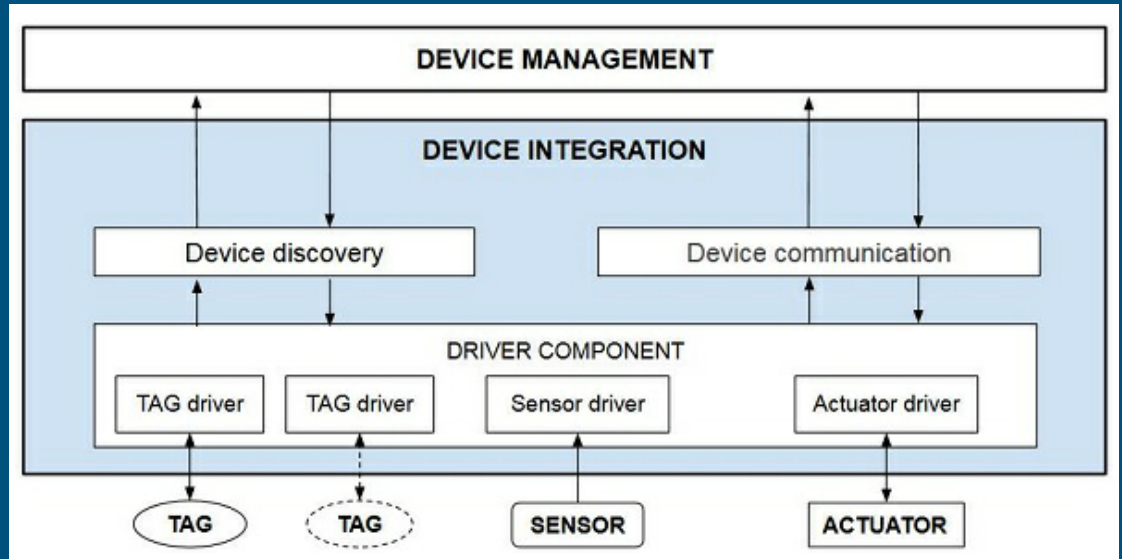 DEVICE MANAGEMENT
DEVICE INTEGRATION
Device discovery
Device communication
DRIVER COMPONENT
TAG driver
TAG driver
Sensor driver
Actuator driver
TAG
TAG
SENSOR
ACTUATOR